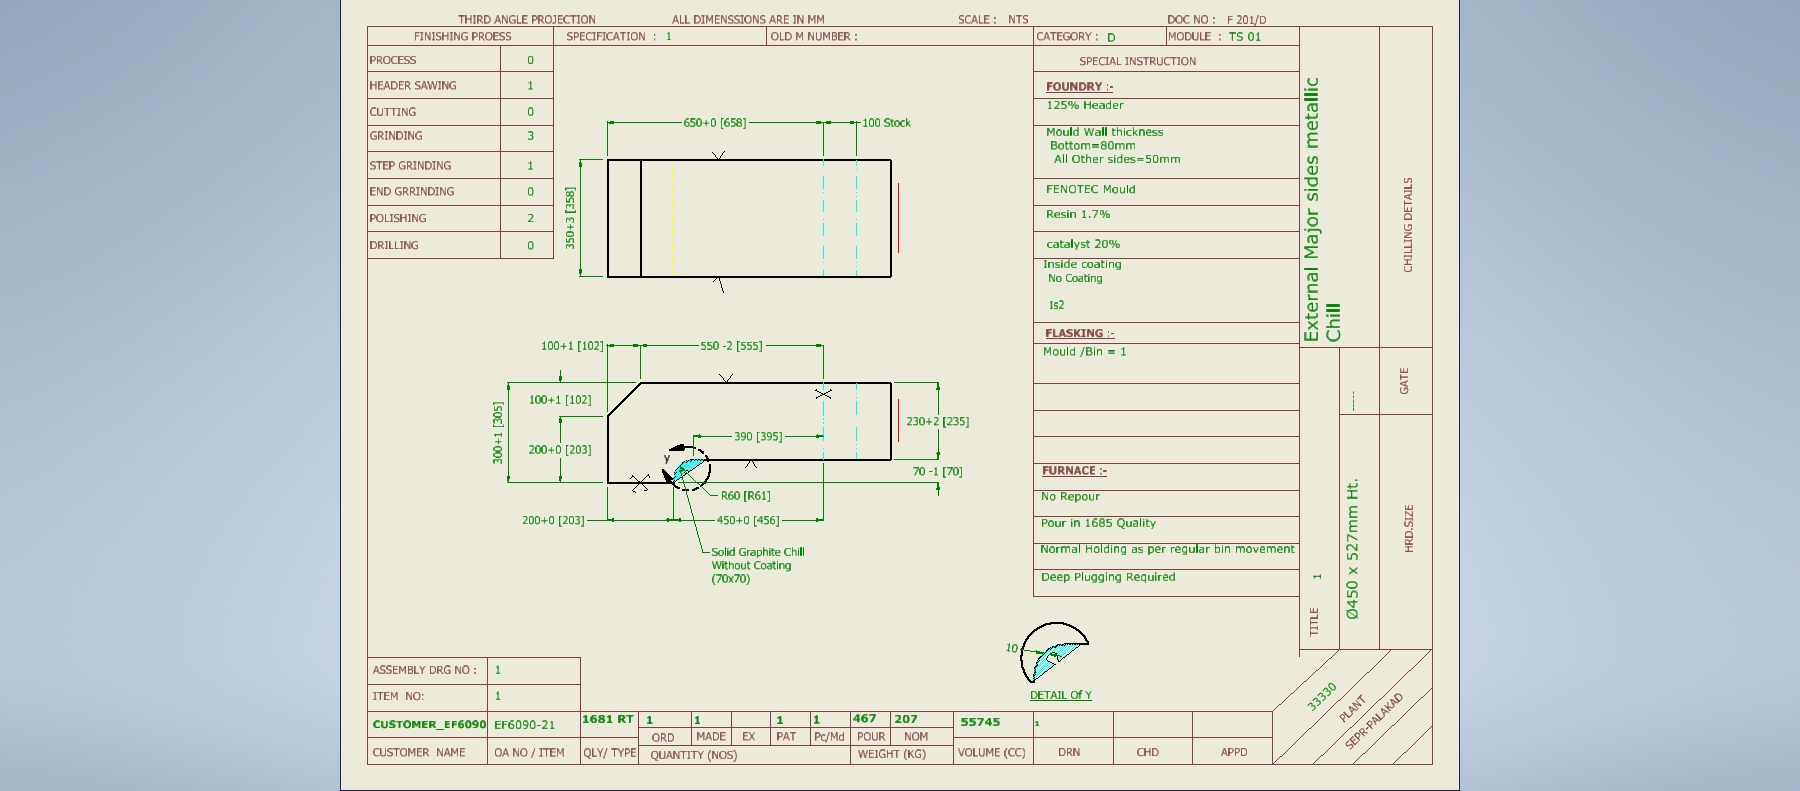 THIRD ANGLE PROJECTION ALL DIMENSSIONS ARE IN MM SCALE : NTS DOC NO : F 201/D
FINISHING PROESS SPECIFICATION : 1 OLD M NUMBER : CATEGORY : D MODULE : TS 01
PROCESS 0
HEADER SAWING 1
CUTTING 0
GRINDING 3
STEP GRINDING 1
END GRRINDING 0
POLISHING 2
DRILLING 0
650+0 [658] 100 Stock
350+3 [358]
100+1 [102] 550 -2 [555]
100+1 [102]
300+1 [305]
200+0 [203]
230+2 [235]
390 [395]
y
70 -1 [70]
R60 [R61]
200+0 [203] 450+0 [456]
Solid Graphite Chill
Without Coating
(70x70)
SPECIAL INSTRUCTION
FOUNDRY :-
125% Header
Mould Wall thickness
Bottom=80mm
All Other sides=50mm
FENOTEC Mould
Resin 1.7%
catalyst 20%
Inside coating
No Coating
Is2
FLASKING :-
Mould /Bin = 1
FURNACE :-
No Repour
Pour in 1685 Quality
Normal Holding as per regular bin movement
Deep Plugging Required
External Major sides metallic
Chill
CHILLING DETAILS
-----
GATE
TITLE 1
Ø450 x 527mm Ht.
HRD.SIZE
10
DETAIL Of Y
33330
PLANT
SEPR-PALAKAD
ASSEMBLY DRG NO : 1
ITEM NO: 1
CUSTOMER_EF6090 EF6090-21 1681 RT 1 1 1 1 467 207 55745 1
ORD MADE EX PAT Pc/Md POUR NOM
CUSTOMER NAME OA NO / ITEM QLY/ TYPE QUANTITY (NOS) WEIGHT (KG) VOLUME (CC) DRN CHD APPD